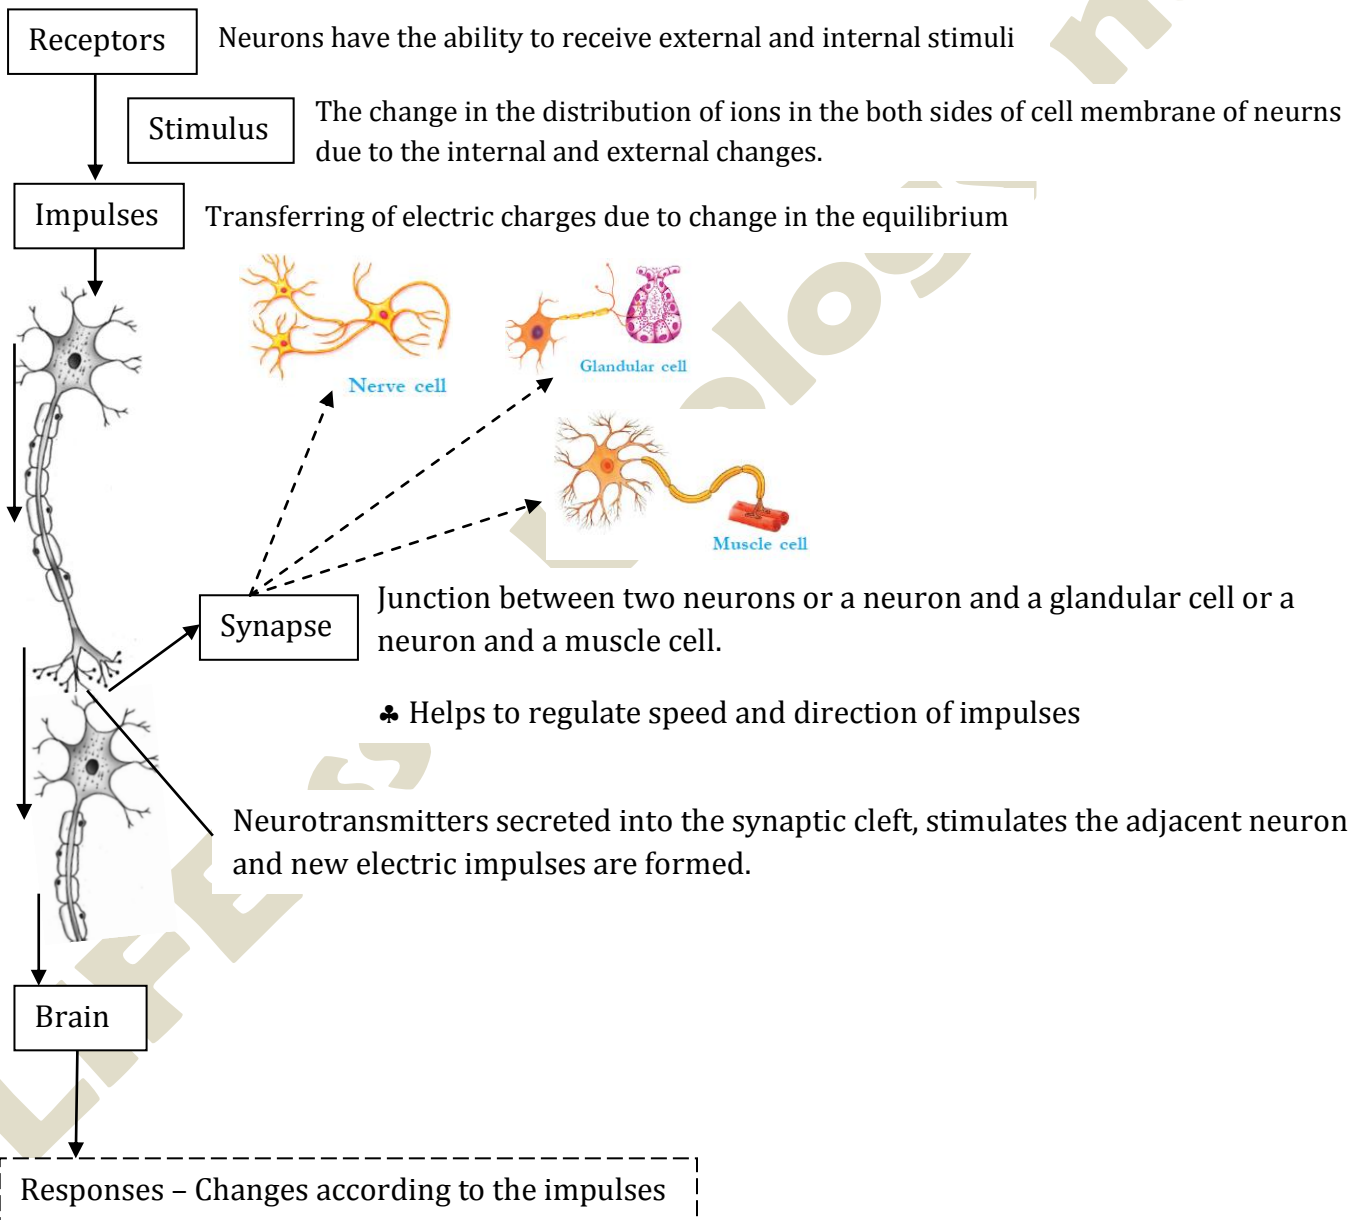 Receptors
Neurons have the ability to receive external and internal stimuli
Stimulus
The change in the distribution of ions in the both sides of cell membrane of neurns
due to the internal and external changes.
Impulses
Transferring of electric charges due to change in the equilibrium
Nerve cell
Glandular cell
Muscle cell
Synapse
Junction between two neurons or a neuron and a glandular cell or a
neuron and a muscle cell.
♣ Helps to regulate speed and direction of impulses
Neurotransmitters secreted into the synaptic cleft, stimulates the adjacent neuron
and new electric impulses are formed.
Brain
Responses – Changes according to the impulses